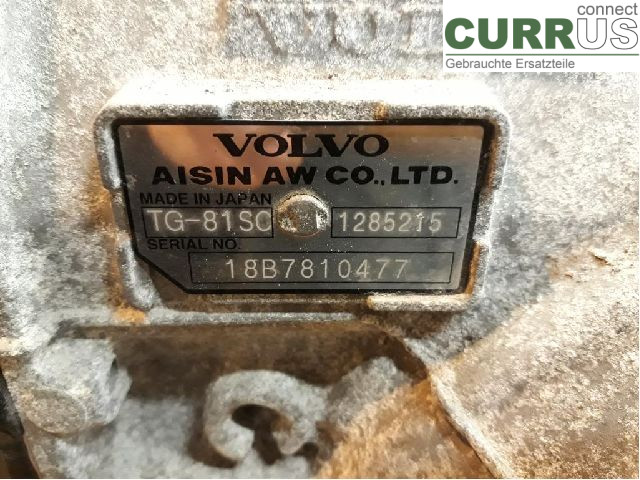 connect
CURRUS
Gebrauchte Ersatzteile
VOLVO
AISIN AW CO., LTD.
MADE IN JAPAN
TG-81SC 1285215
SERIAL NO.
18B7810477